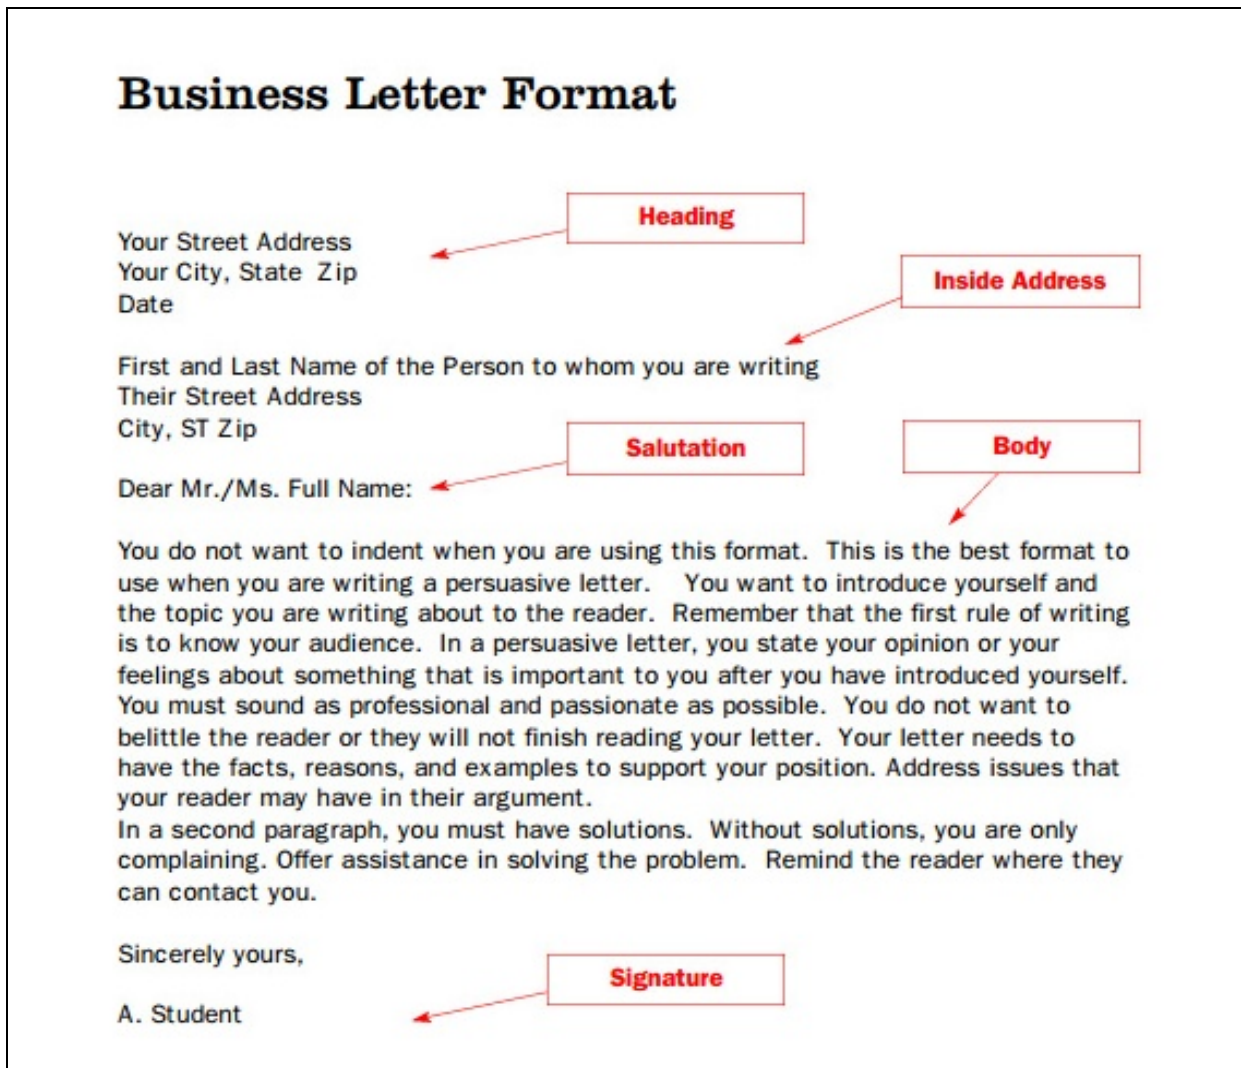 Business Letter Format
Heading
Your Street Address
Your City, State  Zip
Date
Inside Address
First and Last Name of the Person to whom you are writing
Their Street Address
City, ST Zip
Salutation
Body
Dear Mr./Ms. Full Name:
You do not want to indent when you are using this format.  This is the best format to
use when you are writing a persuasive letter.    You want to introduce yourself and
the topic you are writing about to the reader.  Remember that the first rule of writing
is to know your audience.  In a persuasive letter, you state your opinion or your
feelings about something that is important to you after you have introduced yourself.
You must sound as professional and passionate as possible.  You do not want to
belittle the reader or they will not finish reading your letter.  Your letter needs to
have the facts, reasons, and examples to support your position. Address issues that
your reader may have in their argument.
In a second paragraph, you must have solutions.  Without solutions, you are only
complaining. Offer assistance in solving the problem.  Remind the reader where they
can contact you.
Sincerely yours,
Signature
A. Student